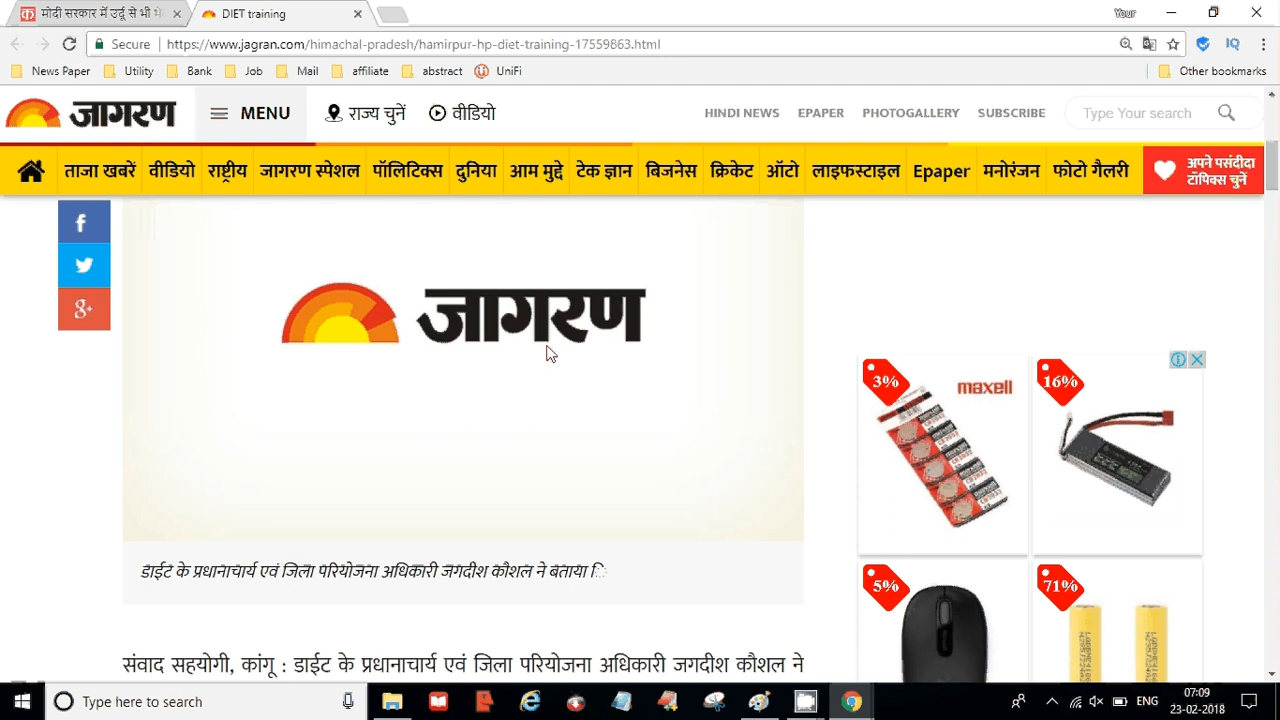 मोदी सरकार में उर्दू से भी
DIET training
Your
Secure
https://www.jagran.com/himachal-pradesh/hamirpur-hp-diet-training-17559863.html
IQ
News Paper
Utility
Bank
Job
Mail
affiliate
abstract
UniFi
Other bookmarks
जागरण
MENU
राज्य चुनें
वीडियो
HINDI NEWS
EPAPER
PHOTOGALLERY
SUBSCRIBE
Type Your search
ताजा खबरें
वीडियो
राष्ट्रीय
जागरण स्पेशल
पॉलिटिक्स
दुनिया
आम मुद्दे
टेक ज्ञान
बिजनेस
क्रिकेट
ऑटो
लाइफस्टाइल
Epaper
मनोरंजन
फोटो गैलरी
अपने पसंदीदा
टॉपिक्स चुनें
जागरण
डाईट के प्रधानाचार्य एवं जिला परियोजना अधिकारी जगदीश कौशल ने बताया ि
संवाद सहयोगी, कांगू : डाईट के प्रधानाचार्य एवं जिला परियोजना अधिकारी जगदीश कौशल ने
3%
maxell
16%
5%
71%
Type here to search
ENG
07:09
23-02-2018